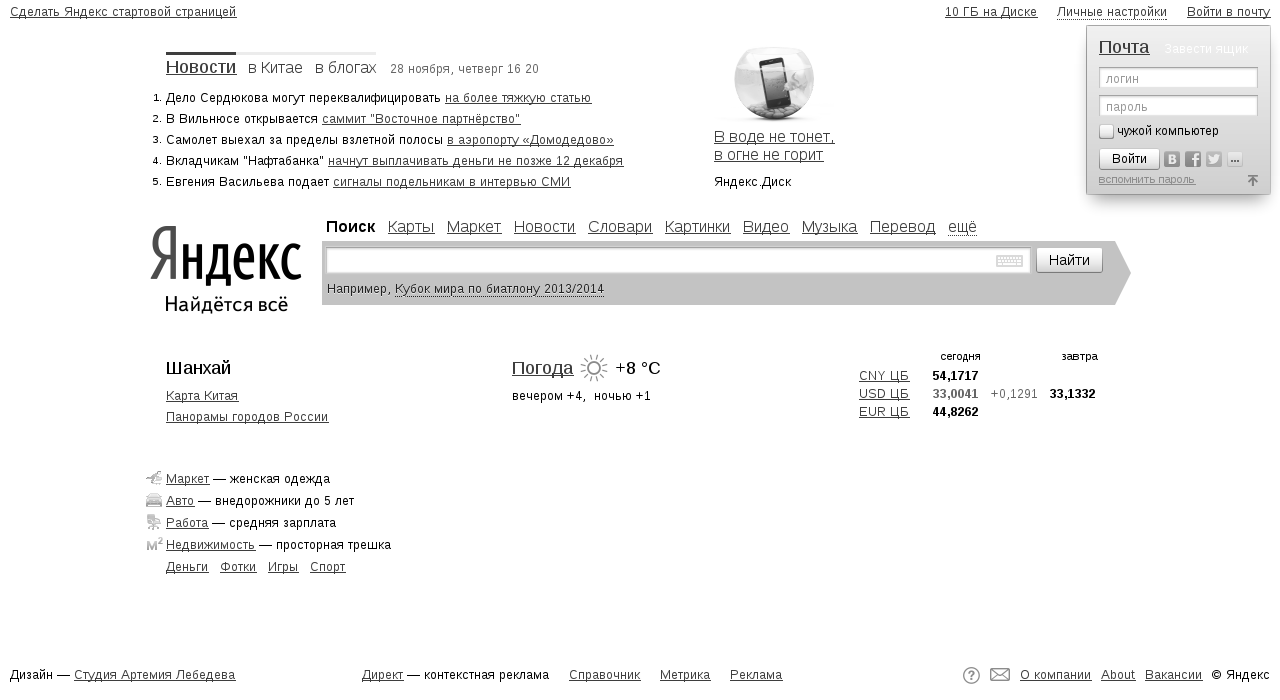 Сделать Яндекс стартовой страницей
10 ГБ на Диске Личные настройки Войти в почту
Новости в Китае в блогах 28 ноября, четверг 16 20
1. Дело Сердюкова могут переквалифицировать на более тяжкую статью
2. В Вильнюсе открывается саммит "Восточное партнёрство"
3. Самолет выехал за пределы взлетной полосы в аэропорту «Домодедово»
4. Вкладчикам "Нафтабанка" начнут выплачивать деньги не позже 12 декабря
5. Евгения Васильева подает сигналы подельникам в интервью СМИ
В воде не тонет,
в огне не горит
Яндекс.Диск
Почта Завести ящик
логин
пароль
чужой компьютер
Войти
вспомнить пароль
Поиск Карты Маркет Новости Словари Картинки Видео Музыка Перевод ещё
Яндекс
Найдётся всё
Найти
Например, Кубок мира по биатлону 2013/2014
Шанхай
Карта Китая
Панорамы городов России
Погода +8 °C
вечером +4, ночью +1
сегодня завтра
CNY ЦБ 54,1717
USD ЦБ 33,0041 +0,1291 33,1332
EUR ЦБ 44,8262
Маркет — женская одежда
Авто — внедорожники до 5 лет
Работа — средняя зарплата
м² Недвижимость — просторная трешка
Деньги Фотки Игры Спорт
Дизайн — Студия Артемия Лебедева
Директ — контекстная реклама Справочник Метрика Реклама
? О компании About Вакансии © Яндекс